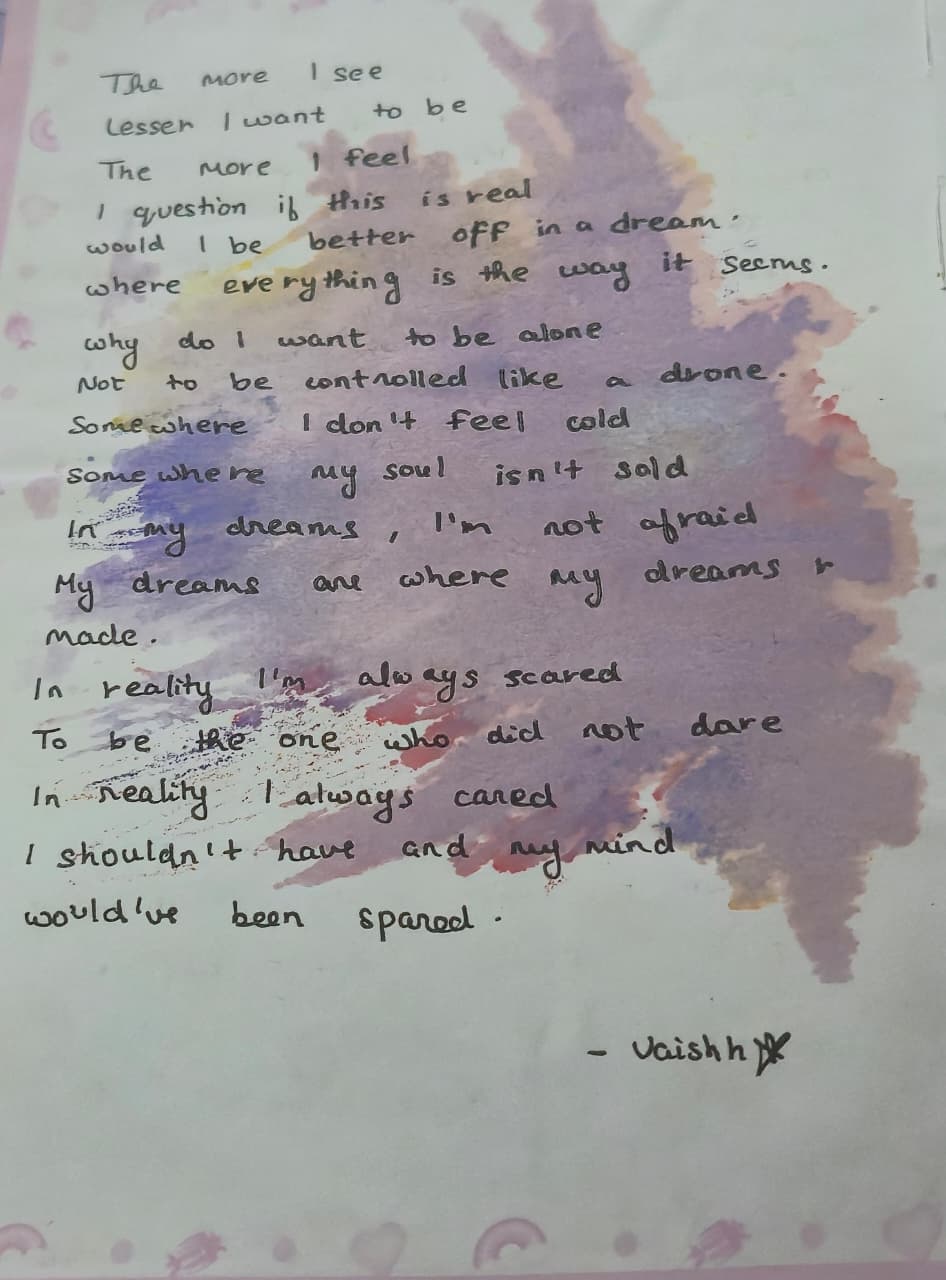 The more I see
Lesser I want to be
The more I feel
I question if this is real
would I be better off in a dream.
where everything is the way it seems.
why do I want to be alone
Not to be controlled like a drone.
Somewhere I don't feel cold
somewhere my soul isn't sold
In my dreams, I'm not afraid
My dreams are where my dreams r
made.
In reality I'm always scared
To be the one who did not dare
In reality I always cared
I shouldn't have and my mind
would've been spared.
- Vaishh